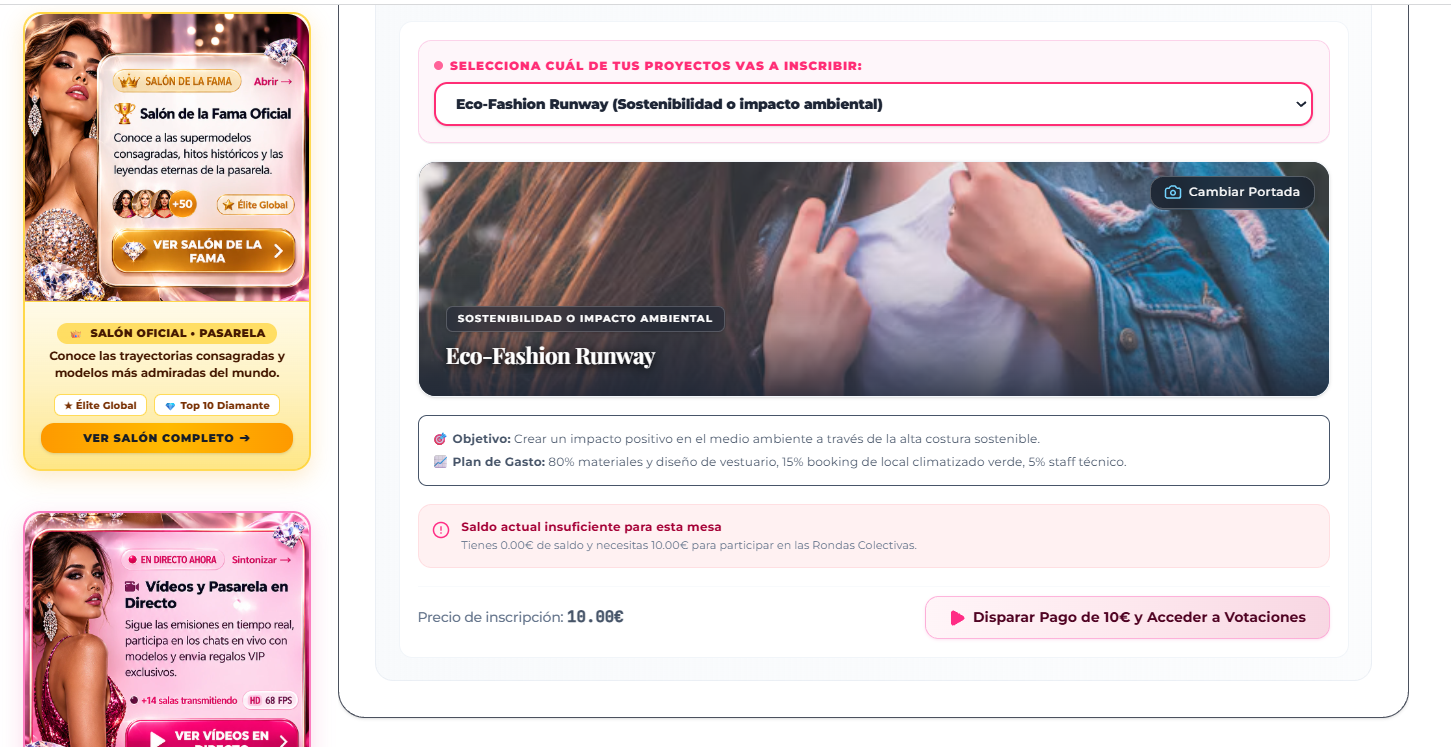 SALÓN DE LA FAMA
Abrir →
🏆 Salón de la Fama Oficial
Conoce a las supermodelos
consagradas, hitos históricos y las
leyendas eternas de la pasarela.
+50
Élite Global
VER SALÓN DE LA
FAMA
SALÓN OFICIAL • PASARELA
Conoce las trayectorias consagradas y
modelos más admiradas del mundo.
★ Élite Global
💎 Top 10 Diamante
VER SALÓN COMPLETO ➔
EN DIRECTO AHORA
Sintonizar →
Vídeos y Pasarela en
Directo
Sigue las emisiones en tiempo real,
participa en los chats en vivo con
modelos y envia regalos VIP
exclusivos.
+14 salas transmitiendo
HD 68 FPS
VER VÍDEOS EN
DIRECTO
SELECCIONA CUÁL DE TUS PROYECTOS VAS A INSCRIBIR:
Eco-Fashion Runway (Sostenibilidad o impacto ambiental)
Cambiar Portada
SOSTENIBILIDAD O IMPACTO AMBIENTAL
Eco-Fashion Runway
🎯 Objetivo: Crear un impacto positivo en el medio ambiente a través de la alta costura sostenible.
📈 Plan de Gasto: 80% materiales y diseño de vestuario, 15% booking de local climatizado verde, 5% staff técnico.
Saldo actual insuficiente para esta mesa
Tienes 0.00€ de saldo y necesitas 10.00€ para participar en las Rondas Colectivas.
Precio de inscripción: 10.00€
Disparar Pago de 10€ y Acceder a Votaciones